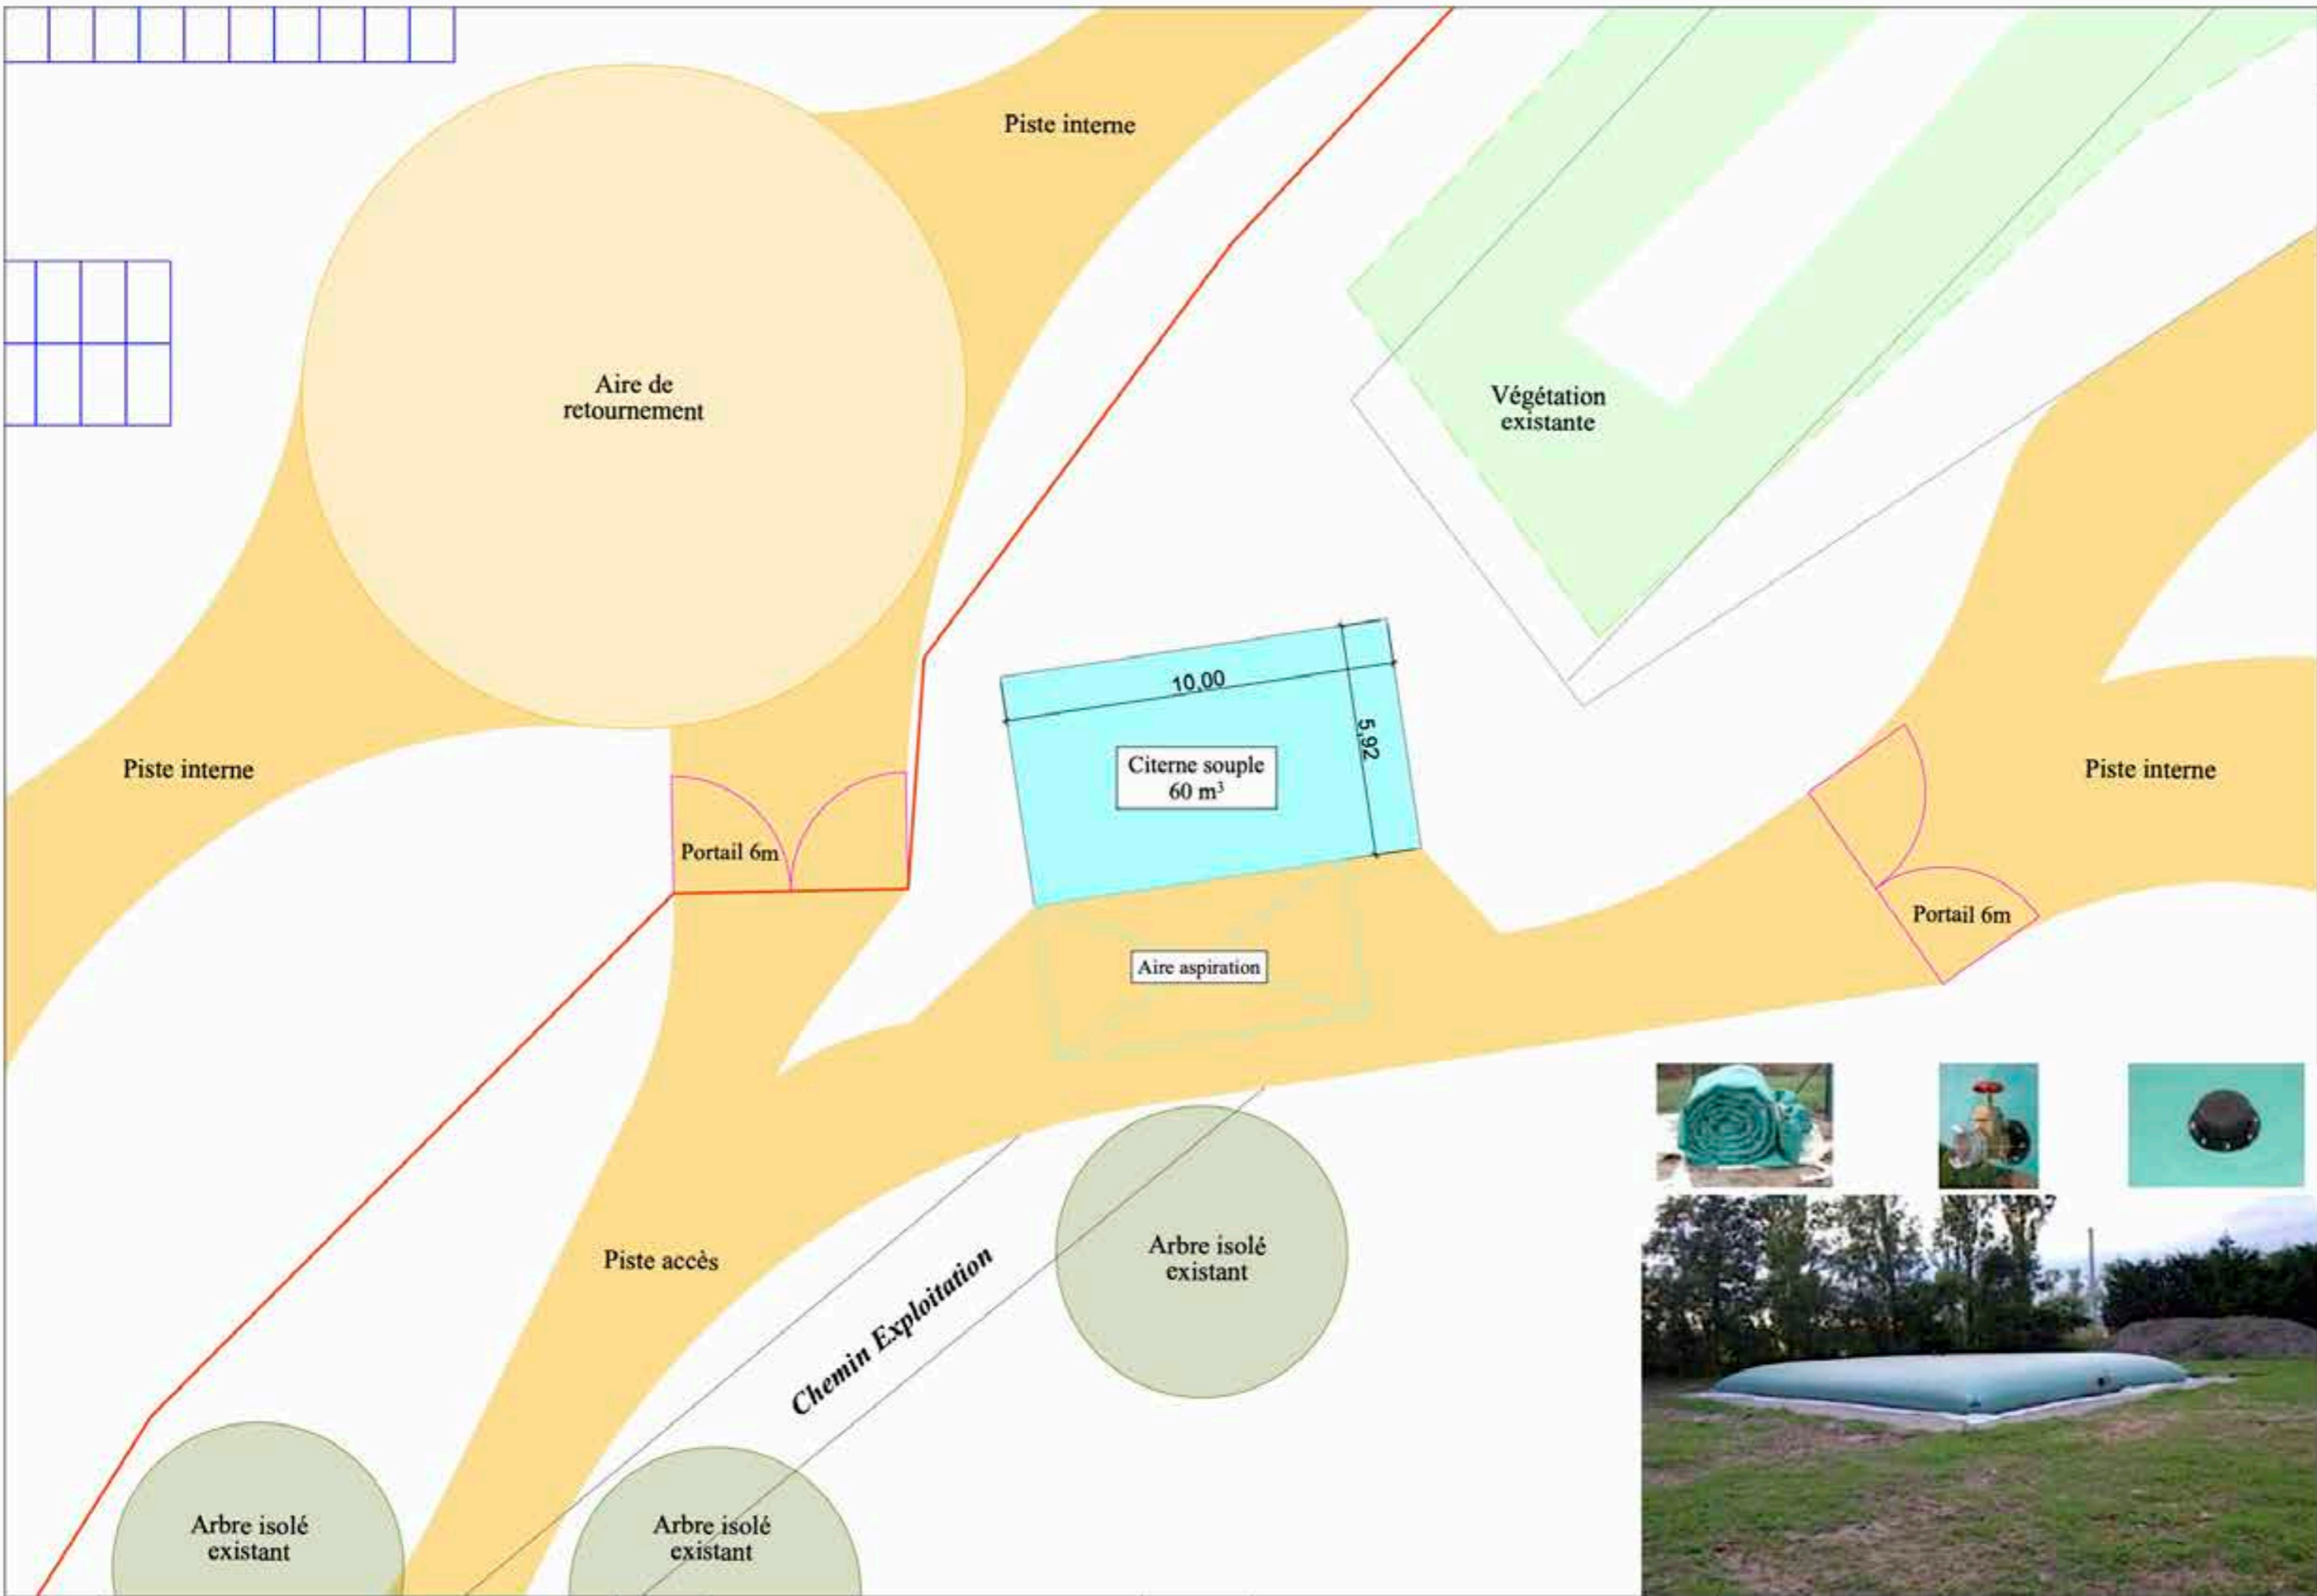 Piste interne
Aire de
retournement
Végétation
existante
10,00
5,92
Citerne souple
60 m³
Piste interne
Piste interne
Portail 6m
Portail 6m
Aire aspiration
Piste accès
Chemin Exploitation
Arbre isolé
existant
Arbre isolé
existant
Arbre isolé
existant